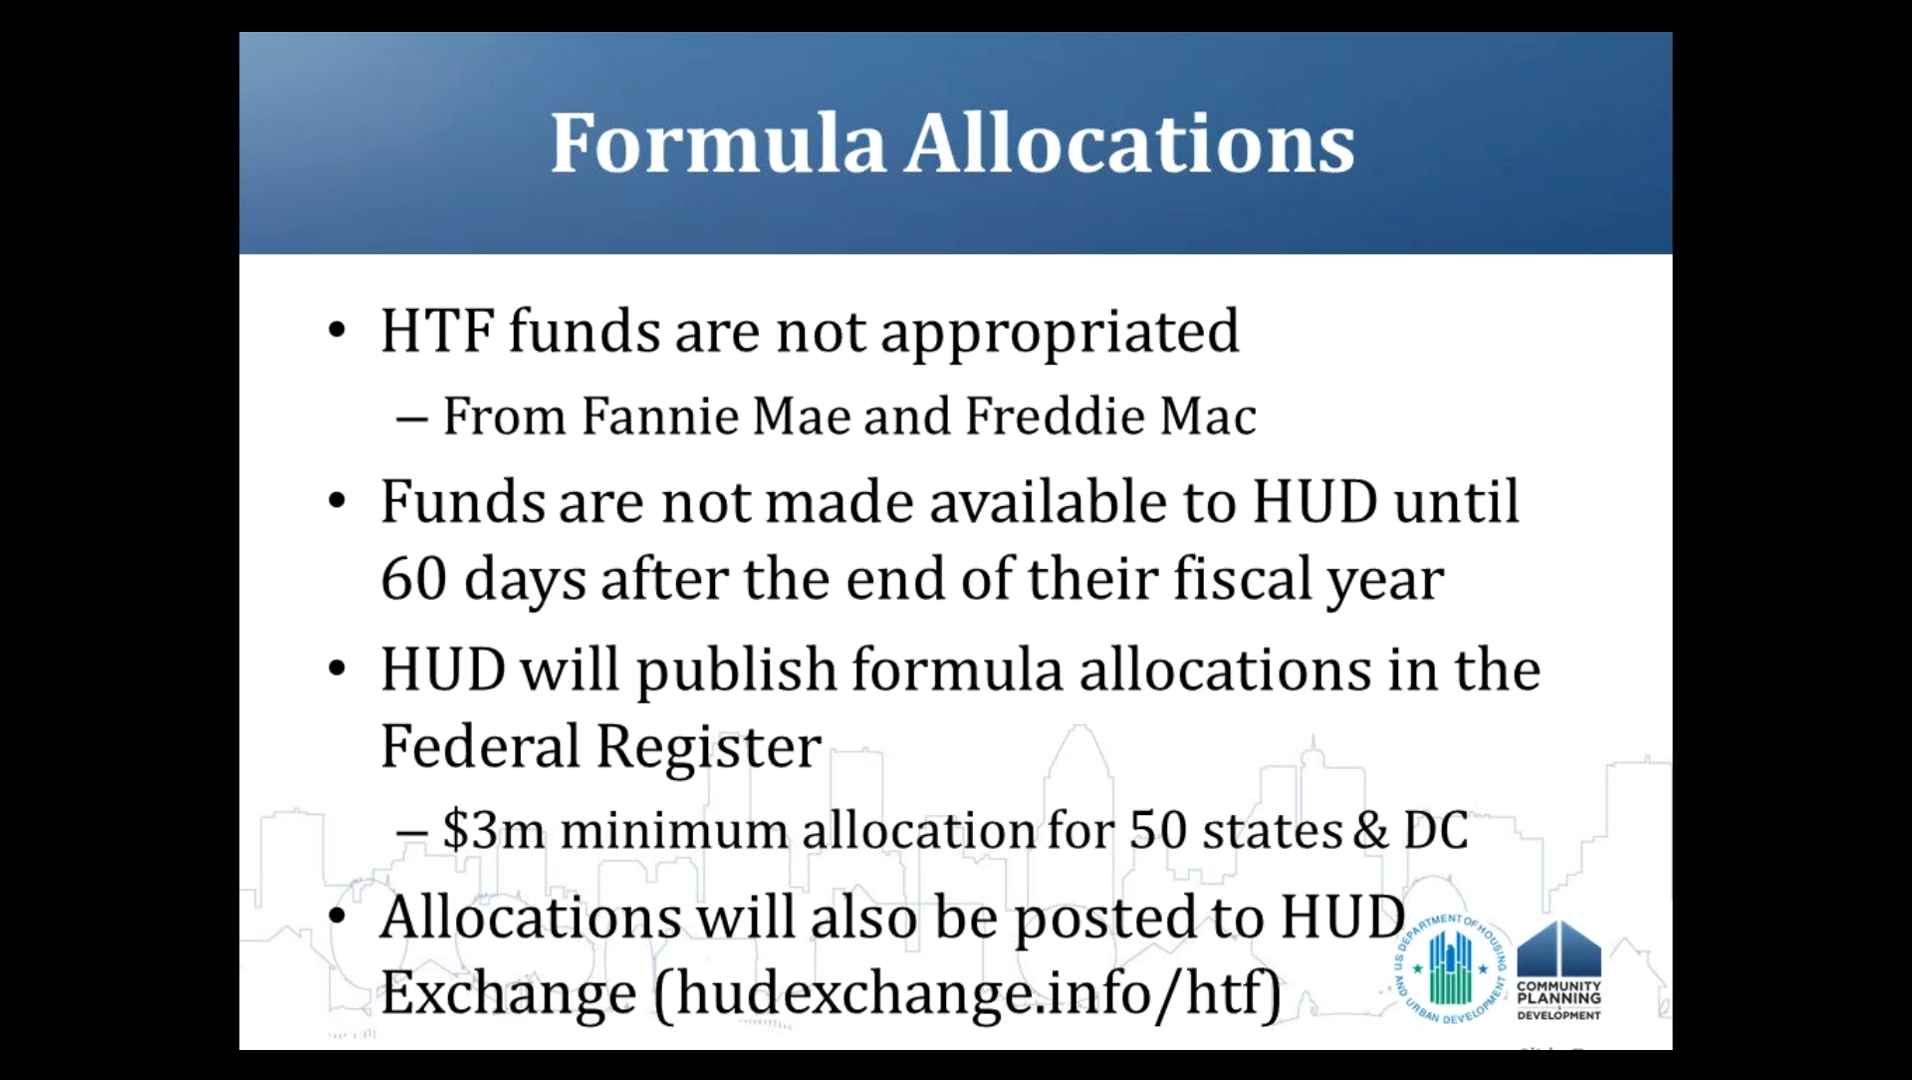 Formula Allocations
• HTF funds are not appropriated
– From Fannie Mae and Freddie Mac
• Funds are not made available to HUD until
60 days after the end of their fiscal year
• HUD will publish formula allocations in the
Federal Register
– $3m minimum allocation for 50 states & DC
• Allocations will also be posted to HUD
Exchange (hudexchange.info/htf)
U.S. DEPARTMENT OF HOUSING
AND URBAN DEVELOPMENT
COMMUNITY
PLANNING
DEVELOPMENT